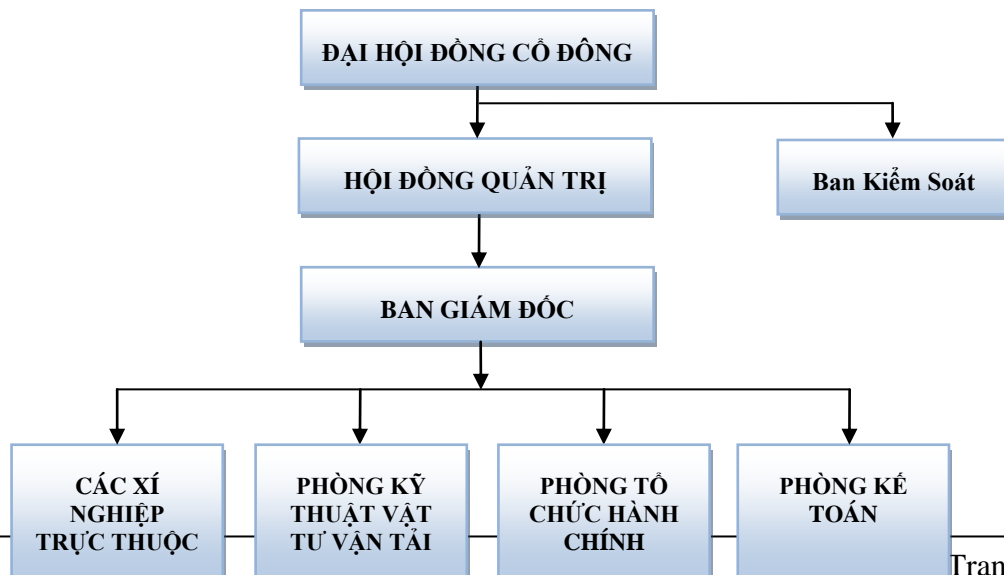 ĐẠI HỘI ĐỒNG CỔ ĐÔNG
HỘI ĐỒNG QUẢN TRỊ
Ban Kiểm Soát
BAN GIÁM ĐỐC
CÁC XÍ
NGHIỆP
TRỰC THUỘC
PHÒNG KỸ
THUẬT VẬT
TƯ VẬN TẢI
PHÒNG TỔ
CHỨC HÀNH
CHÍNH
PHÒNG KẾ
TOÁN